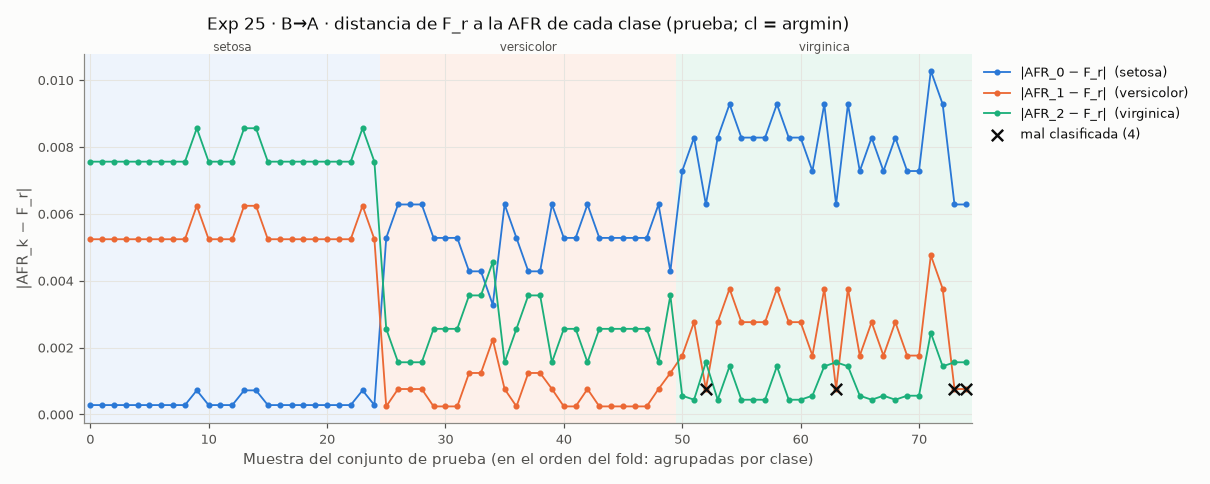 Exp 25 · B→A · distancia de F_r a la AFR de cada clase (prueba; cl = argmin)
setosa
versicolor
virginica
|AFR_0 − F_r| (setosa)
|AFR_1 − F_r| (versicolor)
|AFR_2 − F_r| (virginica)
mal clasificada (4)
|AFR_k − F_r|
0.010
0.008
0.006
0.004
0.002
0.000
0
10
20
30
40
50
60
70
Muestra del conjunto de prueba (en el orden del fold: agrupadas por clase)